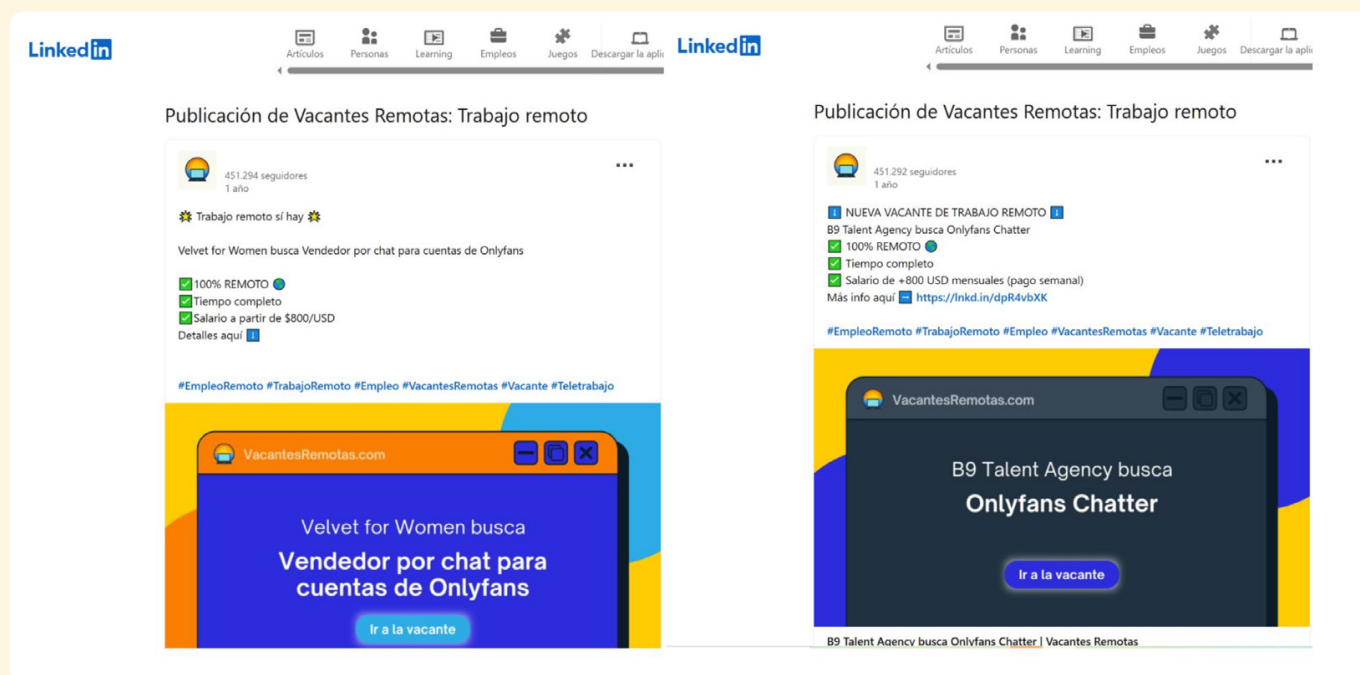 LinkedIn
Artículos Personas Learning Empleos Juegos Descargar la aplic
Publicación de Vacantes Remotas: Trabajo remoto
451.294 seguidores
1 año
Trabajo remoto sí hay
Velvet for Women busca Vendedor por chat para cuentas de Onlyfans
✅100% REMOTO
✅Tiempo completo
✅Salario a partir de $800/USD
Detalles aquí ⬇️
#EmpleoRemoto #TrabajoRemoto #Empleo #VacantesRemotas #Vacante #Teletrabajo
VacantesRemotas.com
Velvet for Women busca
Vendedor por chat para
cuentas de Onlyfans
Ir a la vacante
LinkedIn
Artículos Personas Learning Empleos Juegos Descargar la aplic
Publicación de Vacantes Remotas: Trabajo remoto
451.292 seguidores
1 año
⬇️ NUEVA VACANTE DE TRABAJO REMOTO ⬇️
B9 Talent Agency busca Onlyfans Chatter
✅ 100% REMOTO
✅ Tiempo completo
✅ Salario de +800 USD mensuales (pago semanal)
Más info aquí ➡️ https://lnkd.in/dpR4vbXK
#EmpleoRemoto #TrabajoRemoto #Empleo #VacantesRemotas #Vacante #Teletrabajo
VacantesRemotas.com
B9 Talent Agency busca
Onlyfans Chatter
Ir a la vacante
B9 Talent Agency busca Onlyfans Chatter | Vacantes Remotas